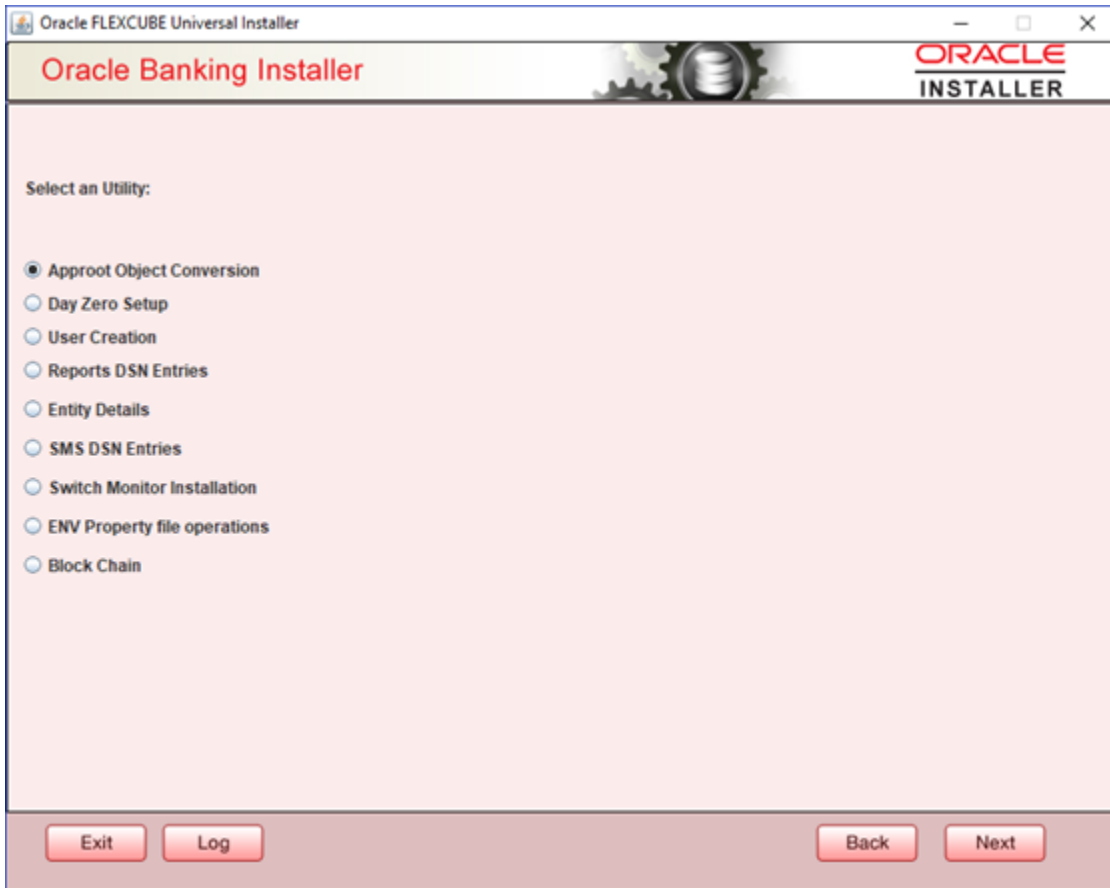 Oracle FLEXCUBE Universal Installer
Oracle Banking Installer
ORACLE
INSTALLER
Select an Utility:
Approot Object Conversion
Day Zero Setup
User Creation
Reports DSN Entries
Entity Details
SMS DSN Entries
Switch Monitor Installation
ENV Property file operations
Block Chain
Exit Log Back Next